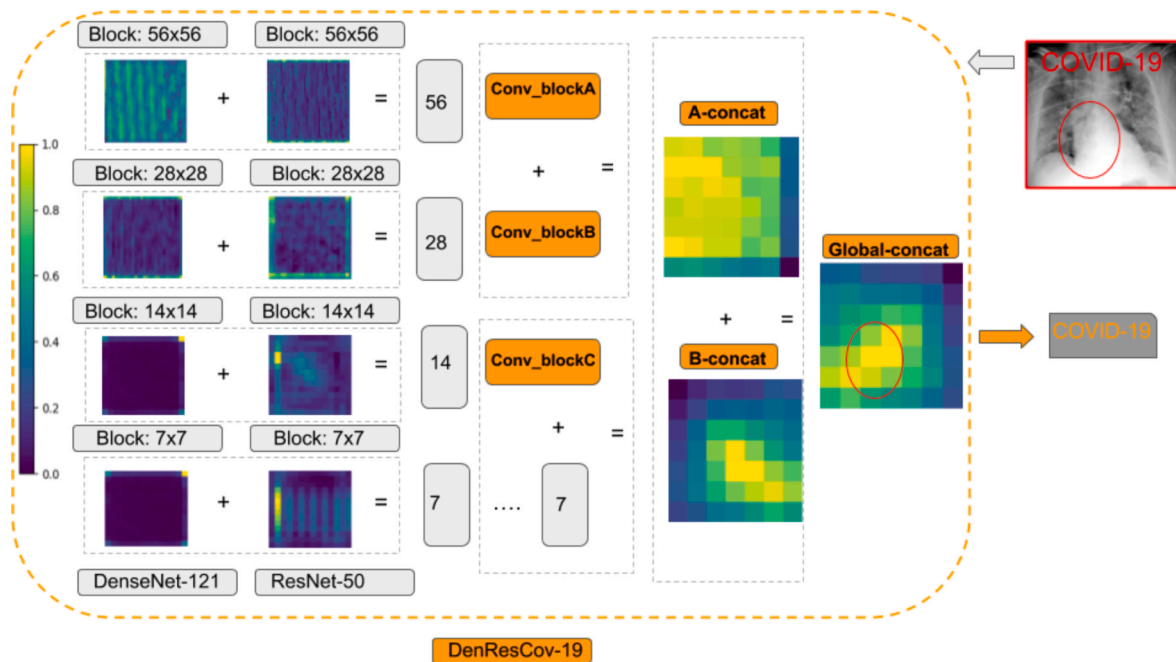 Block: 56x56
Block: 56x56
+
=
56
Conv_blockA
COVID-19
A-concat
1.0
0.8
0.6
0.4
0.2
0.0
Block: 28x28
Block: 28x28
+
=
28
+
=
Conv_blockB
Global-concat
Block: 14x14
Block: 14x14
+
=
14
Conv_blockC
+
=
B-concat
COVID-19
Block: 7x7
Block: 7x7
+
=
7
....
7
+
=
DenseNet-121
ResNet-50
DenResCov-19